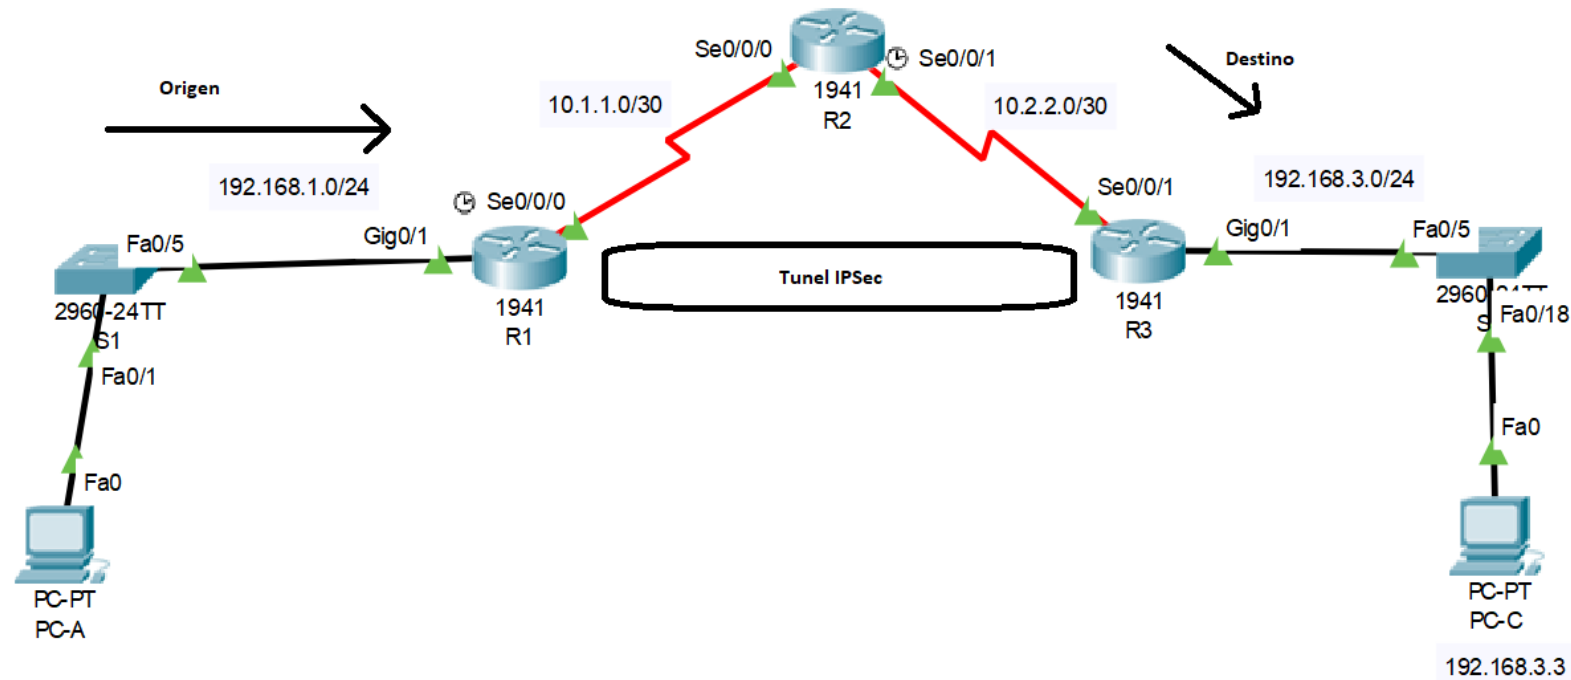 Se0/0/0
Se0/0/1
Destino
Origen
1941
R2
10.1.1.0/30
10.2.2.0/30
192.168.1.0/24
192.168.3.0/24
Se0/0/0
Se0/0/1
Fa0/5
Gig0/1
Gig0/1
Fa0/5
Tunel IPSec
1941
R1
1941
R3
2960-24TT
S1
Fa0/18
Fa0/1
Fa0
Fa0
PC-PT
PC-A
PC-PT
PC-C
192.168.3.3